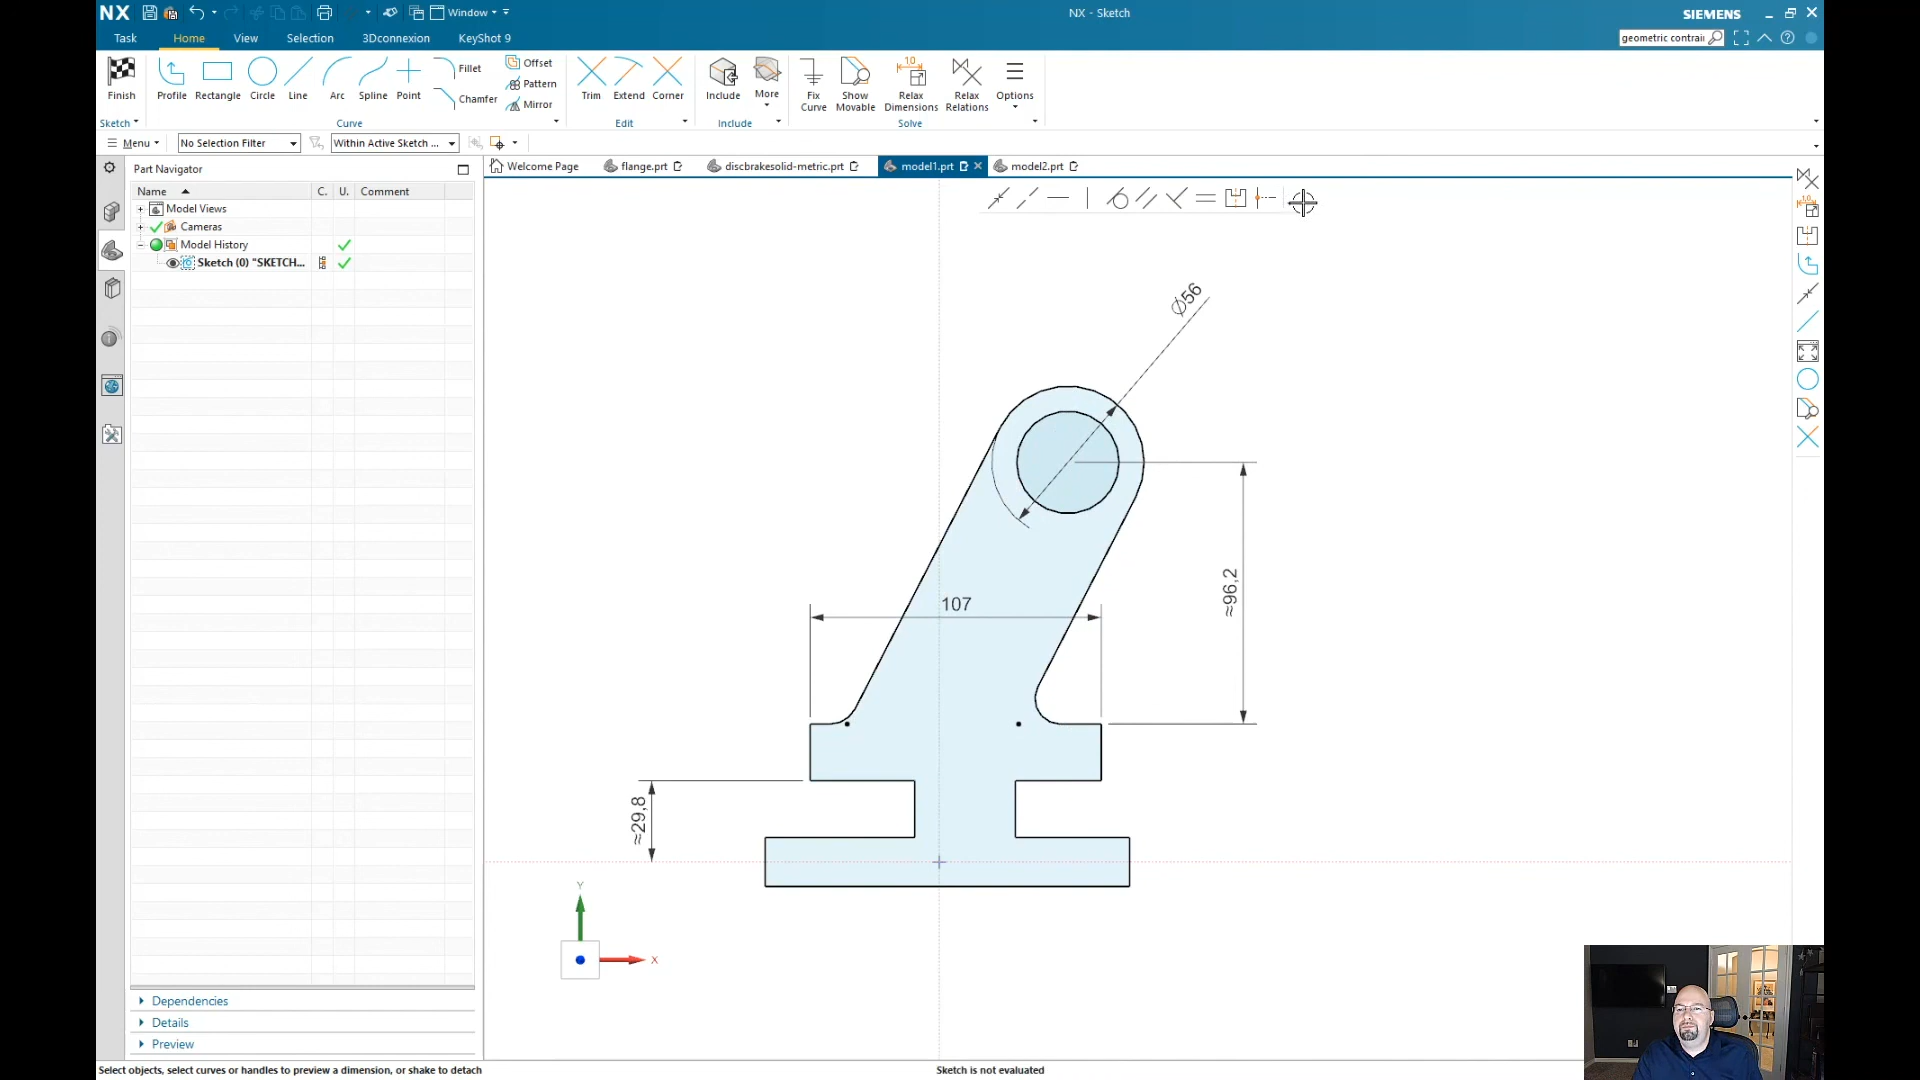 NX
Window
NX - Sketch
SIEMENS
Task
Home
View
Selection
3Dconnexion
KeyShot 9
geometric contrai
Finish
Profile
Rectangle
Circle
Line
Arc
Spline
Point
Fillet
Chamfer
Offset
Pattern
Mirror
Trim
Extend
Corner
Include
More
Fix
Curve
Show
Movable
10
Relax
Dimensions
Relax
Relations
Options
Sketch
Curve
Edit
Include
Solve
Menu
No Selection Filter
Within Active Sketch ...
Part Navigator
Welcome Page
flange.prt
discbrakesolid-metric.prt
model1.prt
model2.prt
Name
C.
U.
Comment
Model Views
Cameras
Model History
Sketch (0) "SKETCH...
Ø56
107
≈96,2
≈29,8
Y
X
Dependencies
Details
Preview
Select objects, select curves or handles to preview a dimension, or shake to detach
Sketch is not evaluated